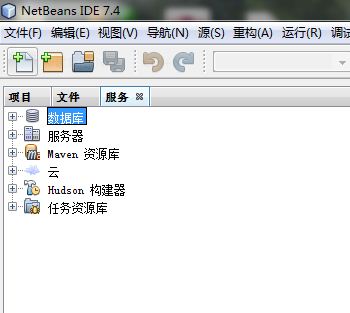 NetBeans IDE 7.4
文件(F) 编辑(E) 视图(V) 导航(N) 源(S) 重构(A) 运行(R) 调试
项目 文件 服务
数据库
服务器
Maven 资源库
云
Hudson 构建器
任务资源库